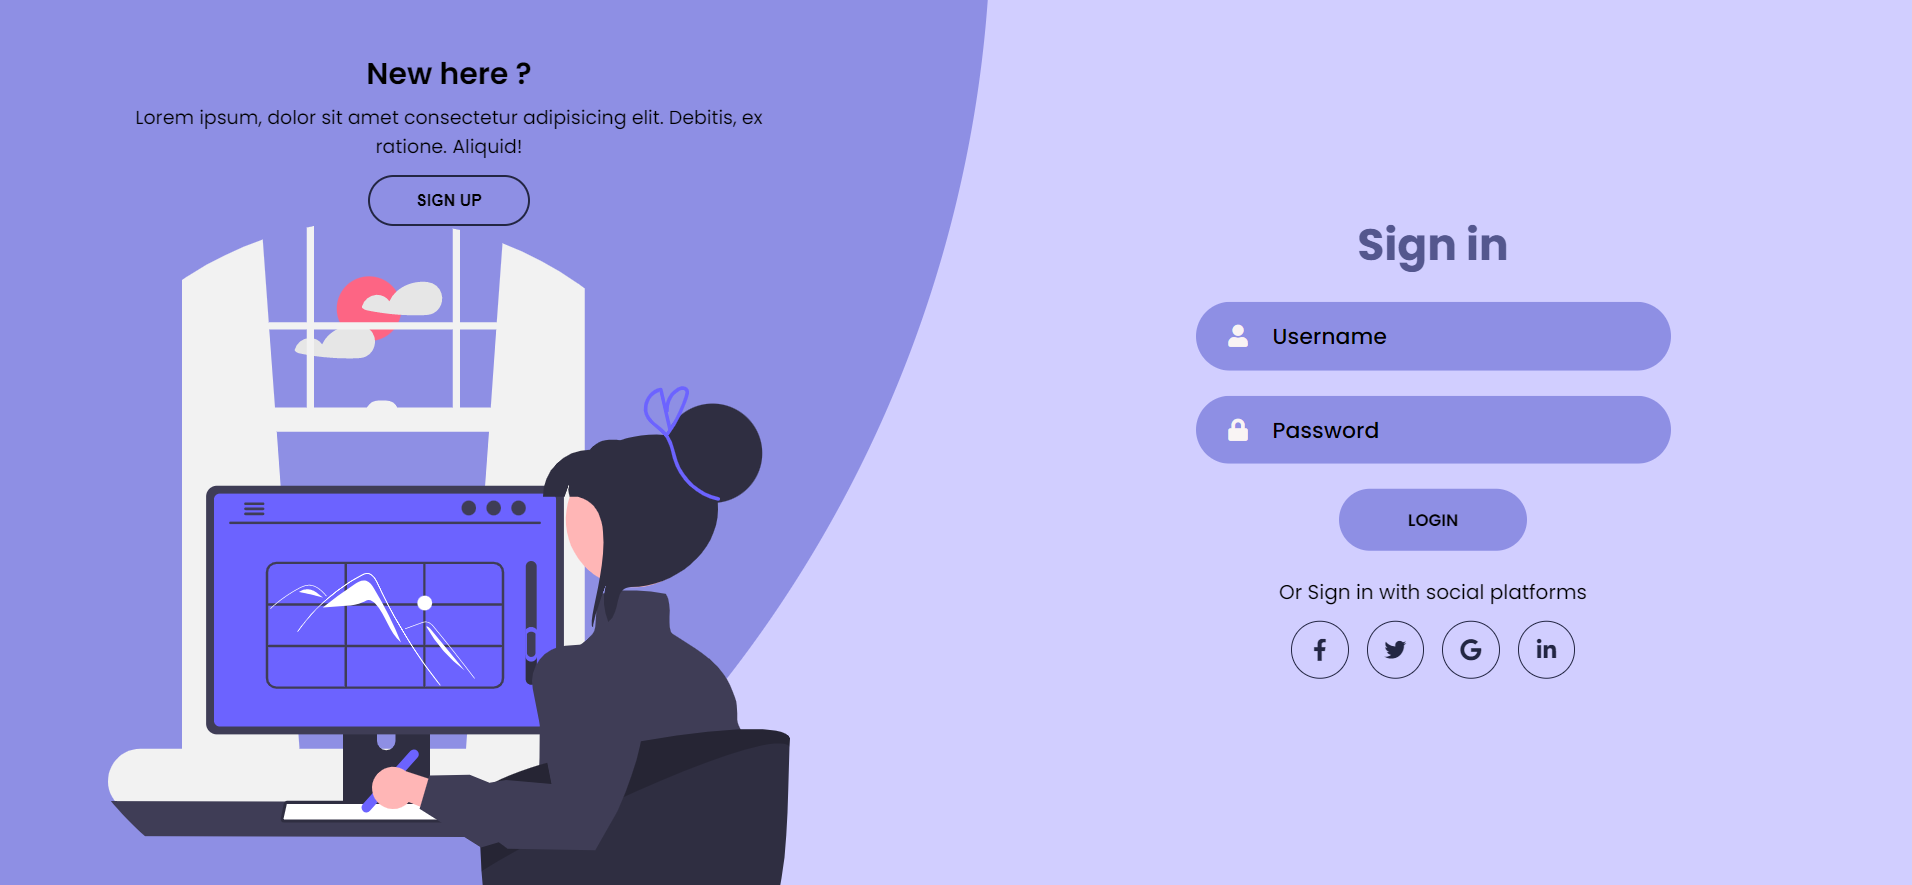 New here ?
Lorem ipsum, dolor sit amet consectetur adipisicing elit. Debitis, ex
ratione. Aliquid!
SIGN UP
Sign in
Username
Password
LOGIN
Or Sign in with social platforms